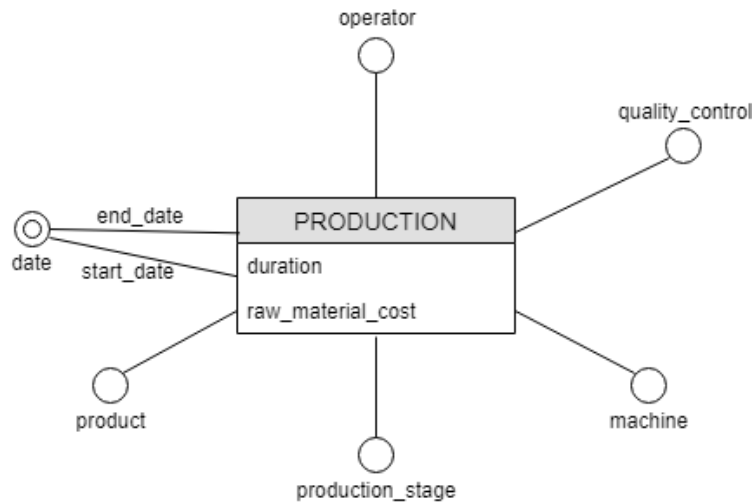 operator
quality_control
end_date
PRODUCTION
date
start_date
duration
raw_material_cost
product
machine
production_stage